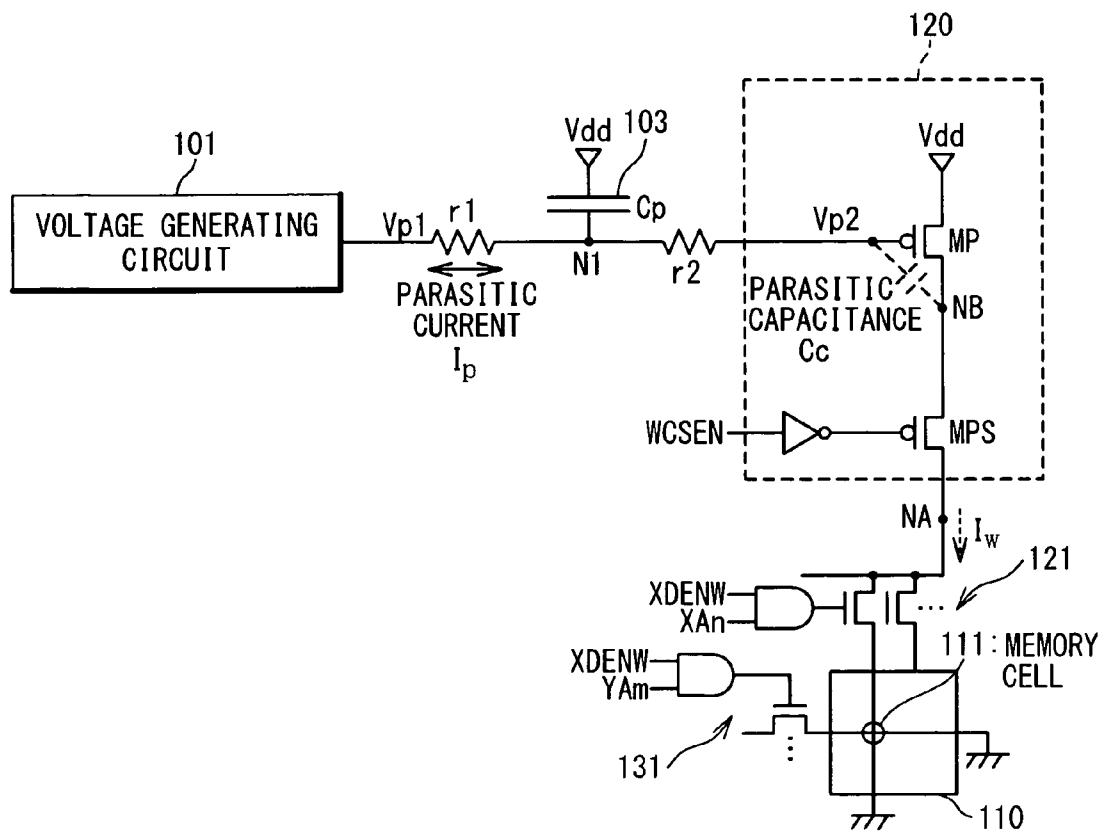 120
101
Vdd
103
Vdd
VOLTAGE GENERATING
CIRCUIT
Vp1
r1
Cp
N1
r2
Vp2
MP
PARASITIC
CURRENT
Ip
PARASITIC
CAPACITANCE
Cc
NB
WCSEN
MPS
NA
Iw
121
XDENW
XAn
...
111:MEMORY
CELL
XDENW
YAm
131
110